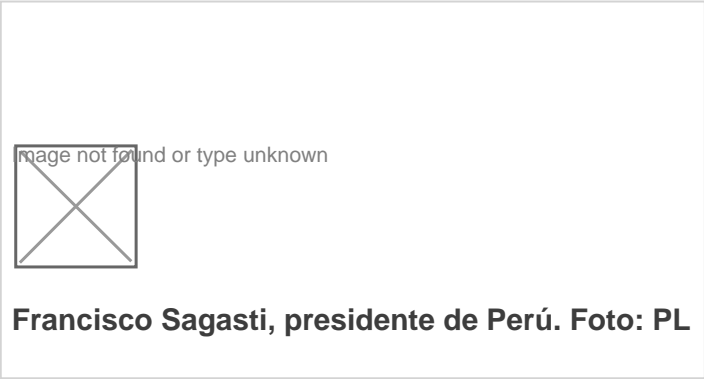 Image not found or type unknown
Francisco Sagasti, presidente de Perú. Foto: PL